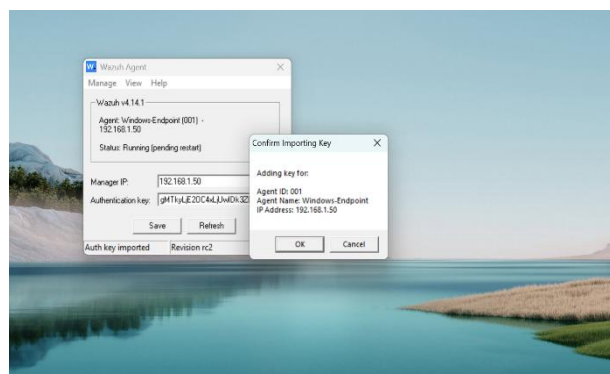 Wazuh Agent
Manage View Help
Wazuh v4.14.1
Agent: Windows-Endpoint (001) -
192.168.1.50
Status: Running (pending restart)
Manager IP: 192.168.1.50
Authentication key:
Save Refresh
Auth key imported Revision rc2
Confirm Importing Key
Adding key for:
Agent ID: 001
Agent Name: Windows-Endpoint
IP Address: 192.168.1.50
OK Cancel